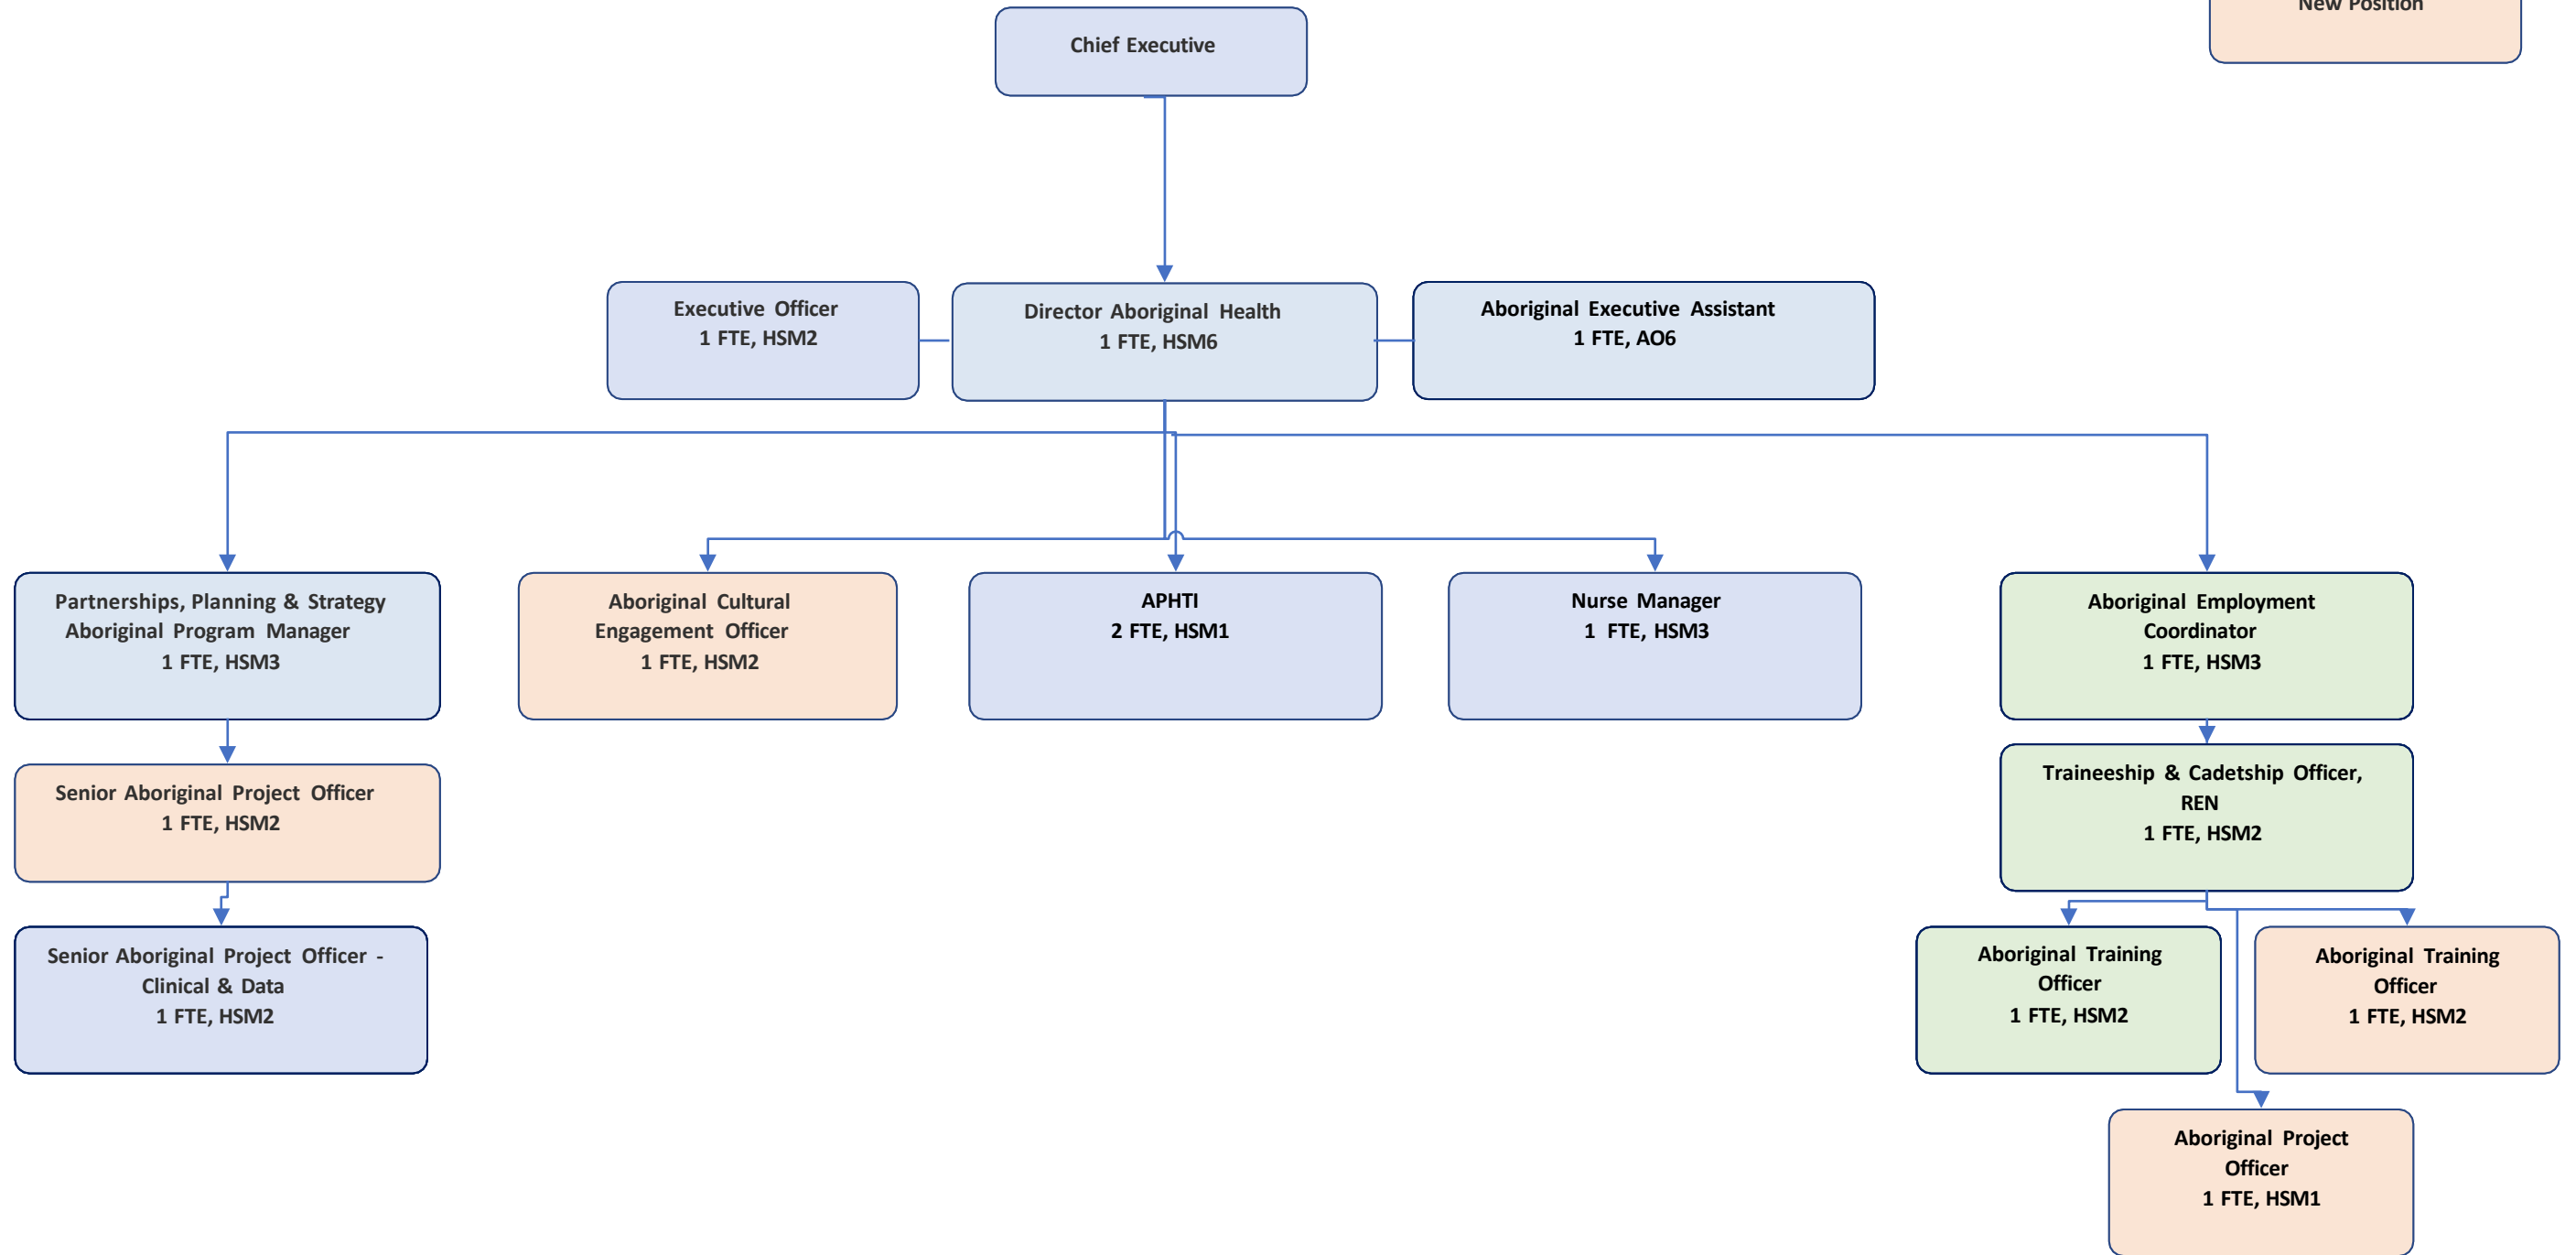 New Position
Chief Executive
Executive Officer
1 FTE, HSM2
Director Aboriginal Health
1 FTE, HSM6
Aboriginal Executive Assistant
1 FTE, AO6
Partnerships, Planning & Strategy
Aboriginal Program Manager
1 FTE, HSM3
Aboriginal Cultural
Engagement Officer
1 FTE, HSM2
APHTI
2 FTE, HSM1
Nurse Manager
1 FTE, HSM3
Aboriginal Employment
Coordinator
1 FTE, HSM3
Senior Aboriginal Project Officer
1 FTE, HSM2
Traineeship & Cadetship Officer,
REN
1 FTE, HSM2
Senior Aboriginal Project Officer -
Clinical & Data
1 FTE, HSM2
Aboriginal Training
Officer
1 FTE, HSM2
Aboriginal Training
Officer
1 FTE, HSM2
Aboriginal Project
Officer
1 FTE, HSM1